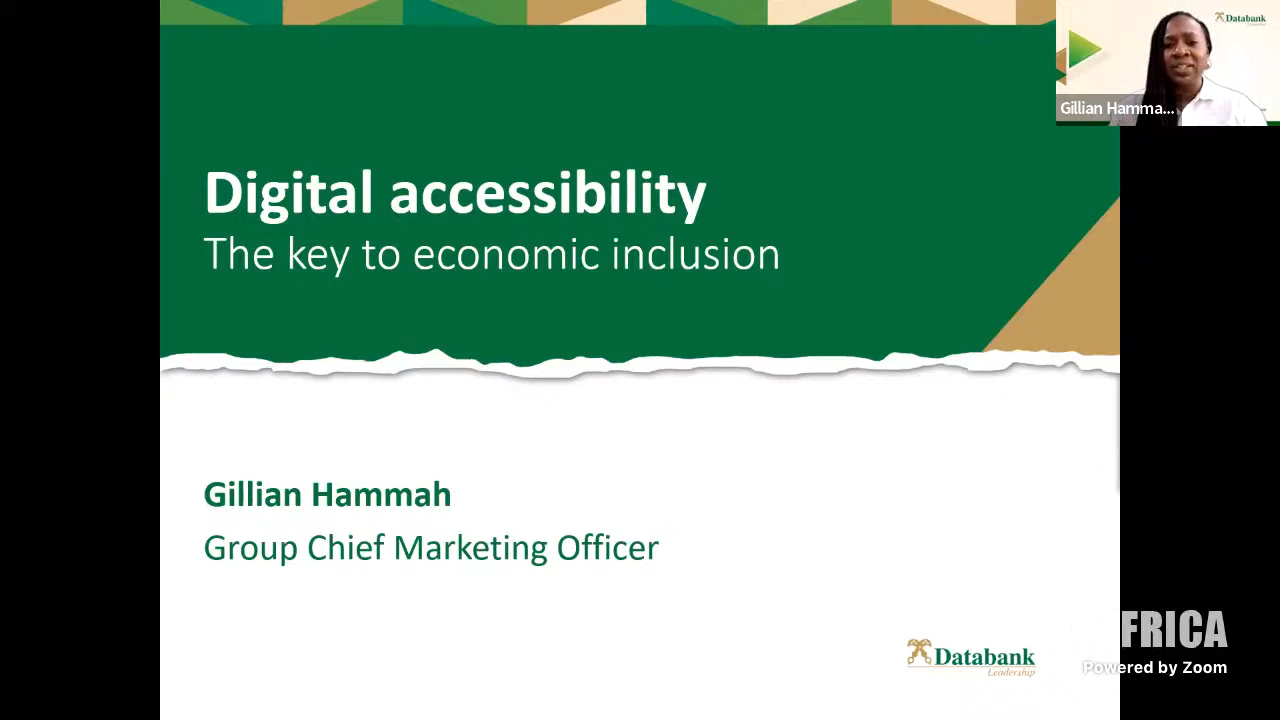 Databank
Gillian Hamma...
Digital accessibility
The key to economic inclusion
Gillian Hammah
Group Chief Marketing Officer
Databank
Leadership
FRICA
Powered by Zoom